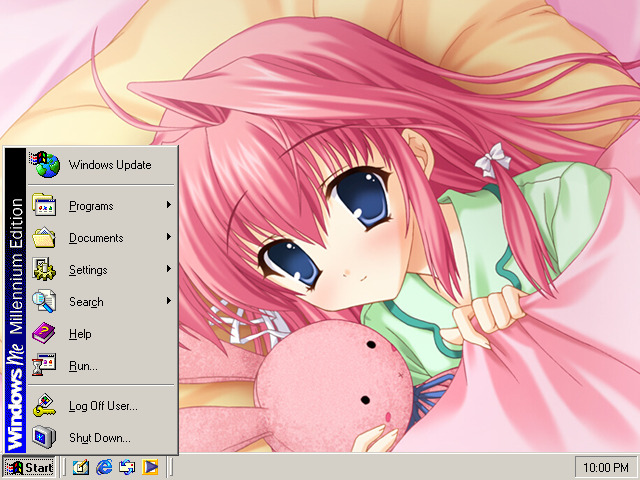 Windows Me Millennium Edition
Windows Update
Programs
Documents
Settings
Search
Help
Run...
Log Off User...
Shut Down...
Start
10:00 PM